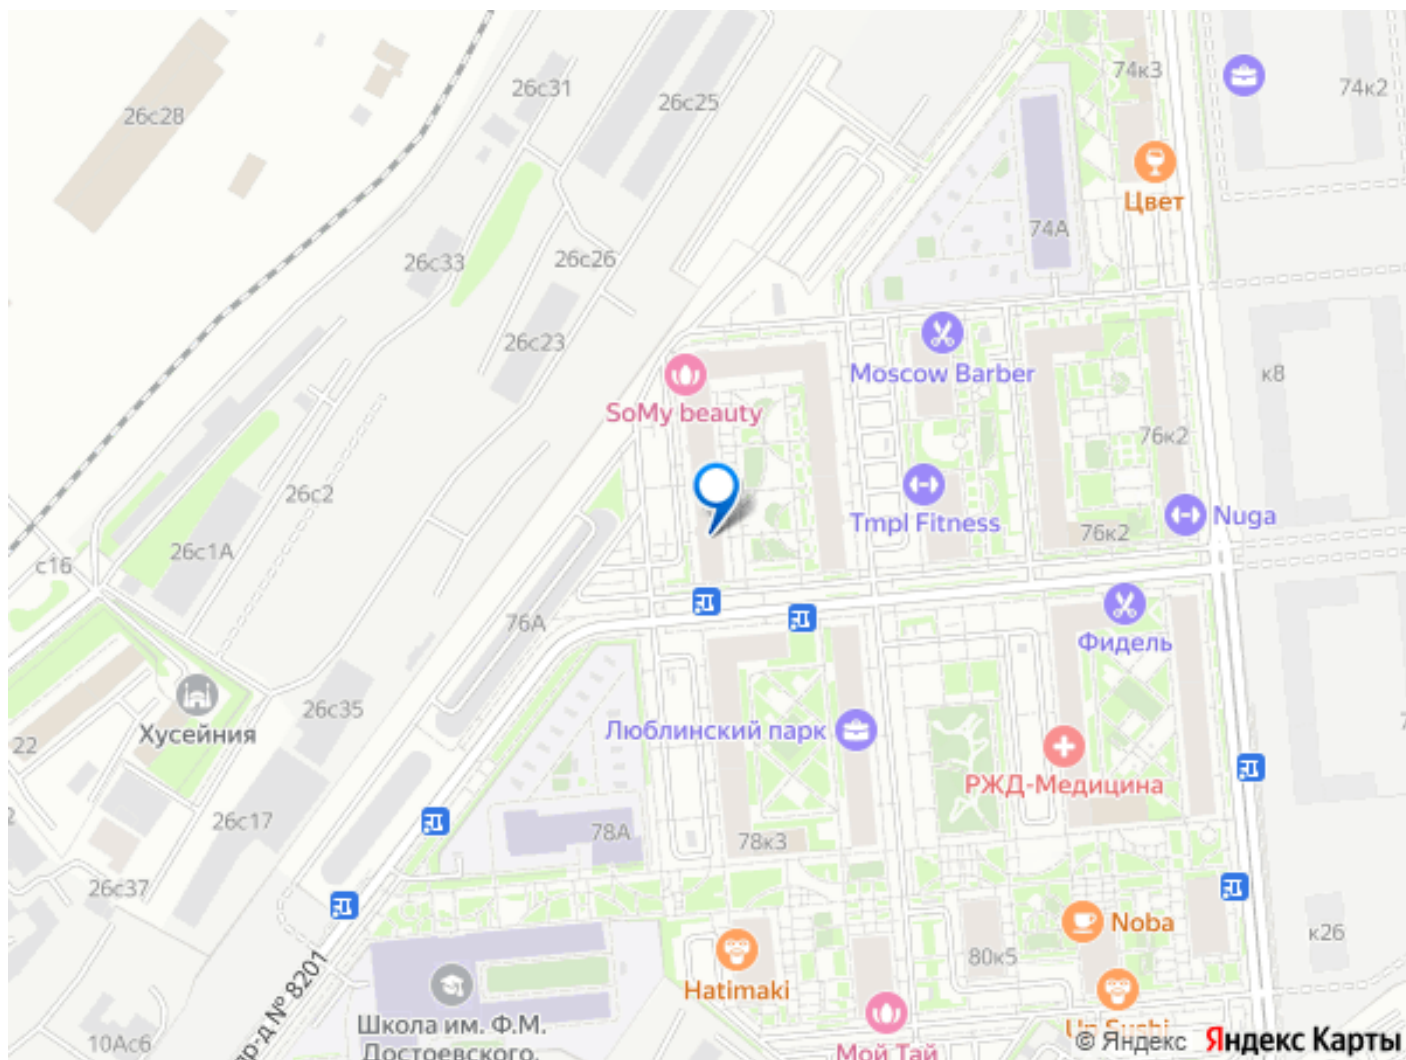 74к3
26с31
74к2
26с28
26с25
Цвет
74А
26с33
26с26
26с23
Moscow Barber
к8
SoMy beauty
76к2
26с2
Tmpl Fitness
Nuga
76к2
26с1А
с16
76А
Фидель
26с35
Хусейния
Люблинский парк
22
РЖД-Медицина
26с17
78А
78к3
26с37
Noba
к26
80к5
Hatimaki
пр-д № 8201
Школа им. Ф.М.
Достоевского,
10Ас6
Мой Тай
Up Sushi
© Яндекс Яндекс Карты